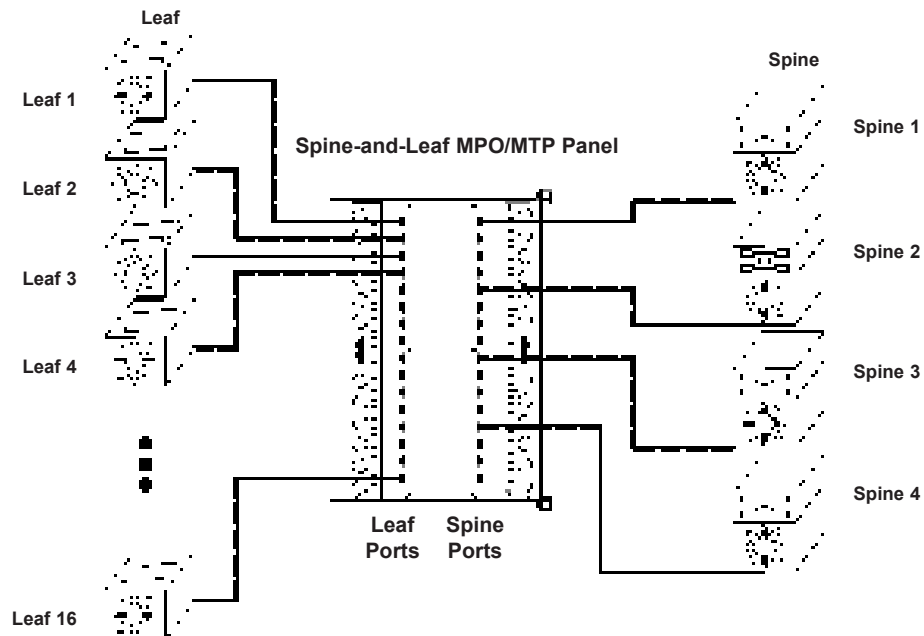 Leaf
Spine
Leaf 1
Spine 1
Spine-and-Leaf MPO/MTP Panel
Leaf 2
Spine 2
Leaf 3
Leaf 4
Spine 3
Spine 4
Leaf
Ports
Spine
Ports
Leaf 16